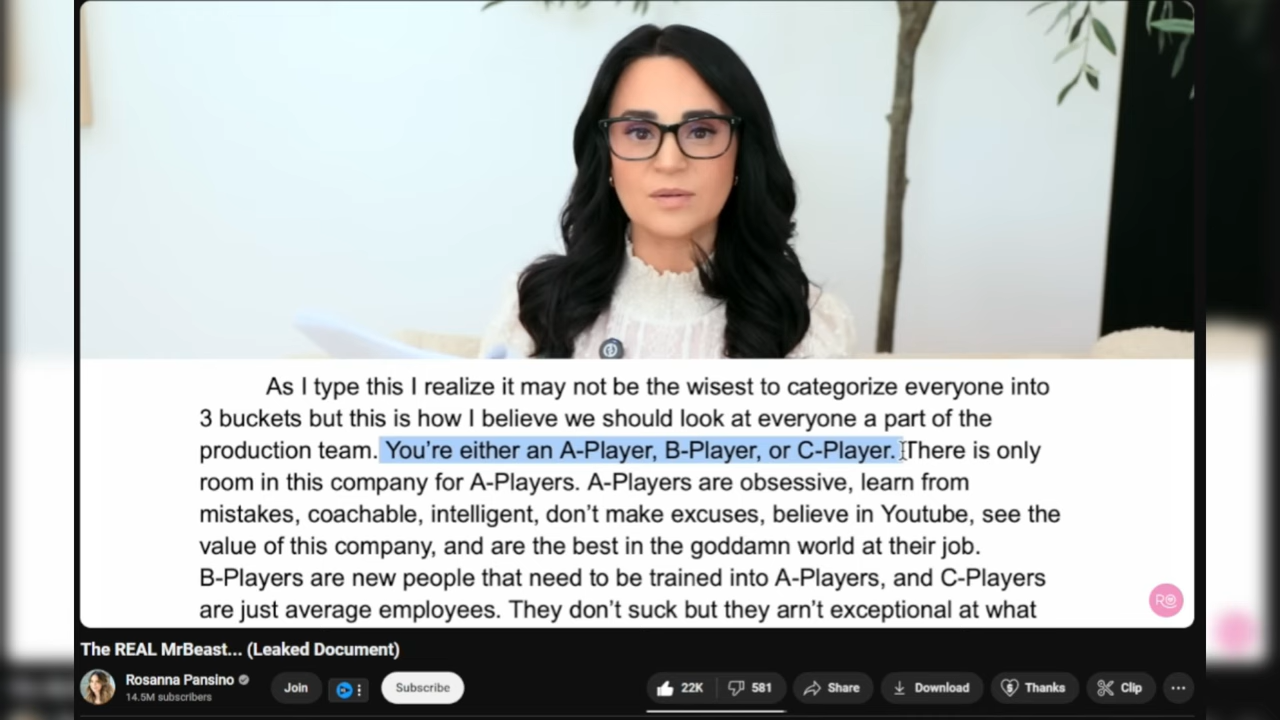 As I type this I realize it may not be the wisest to categorize everyone into
3 buckets but this is how I believe we should look at everyone a part of the
production team. You're either an A-Player, B-Player, or C-Player. There is only
room in this company for A-Players. A-Players are obsessive, learn from
mistakes, coachable, intelligent, don't make excuses, believe in Youtube, see the
value of this company, and are the best in the goddamn world at their job.
B-Players are new people that need to be trained into A-Players, and C-Players
are just average employees. They don't suck but they arn't exceptional at what
R
The REAL MrBeast... (Leaked Document)
Rosanna Pansino
14.5M subscribers
Join
Subscribe
22K
581
Share
Download
Thanks
Clip